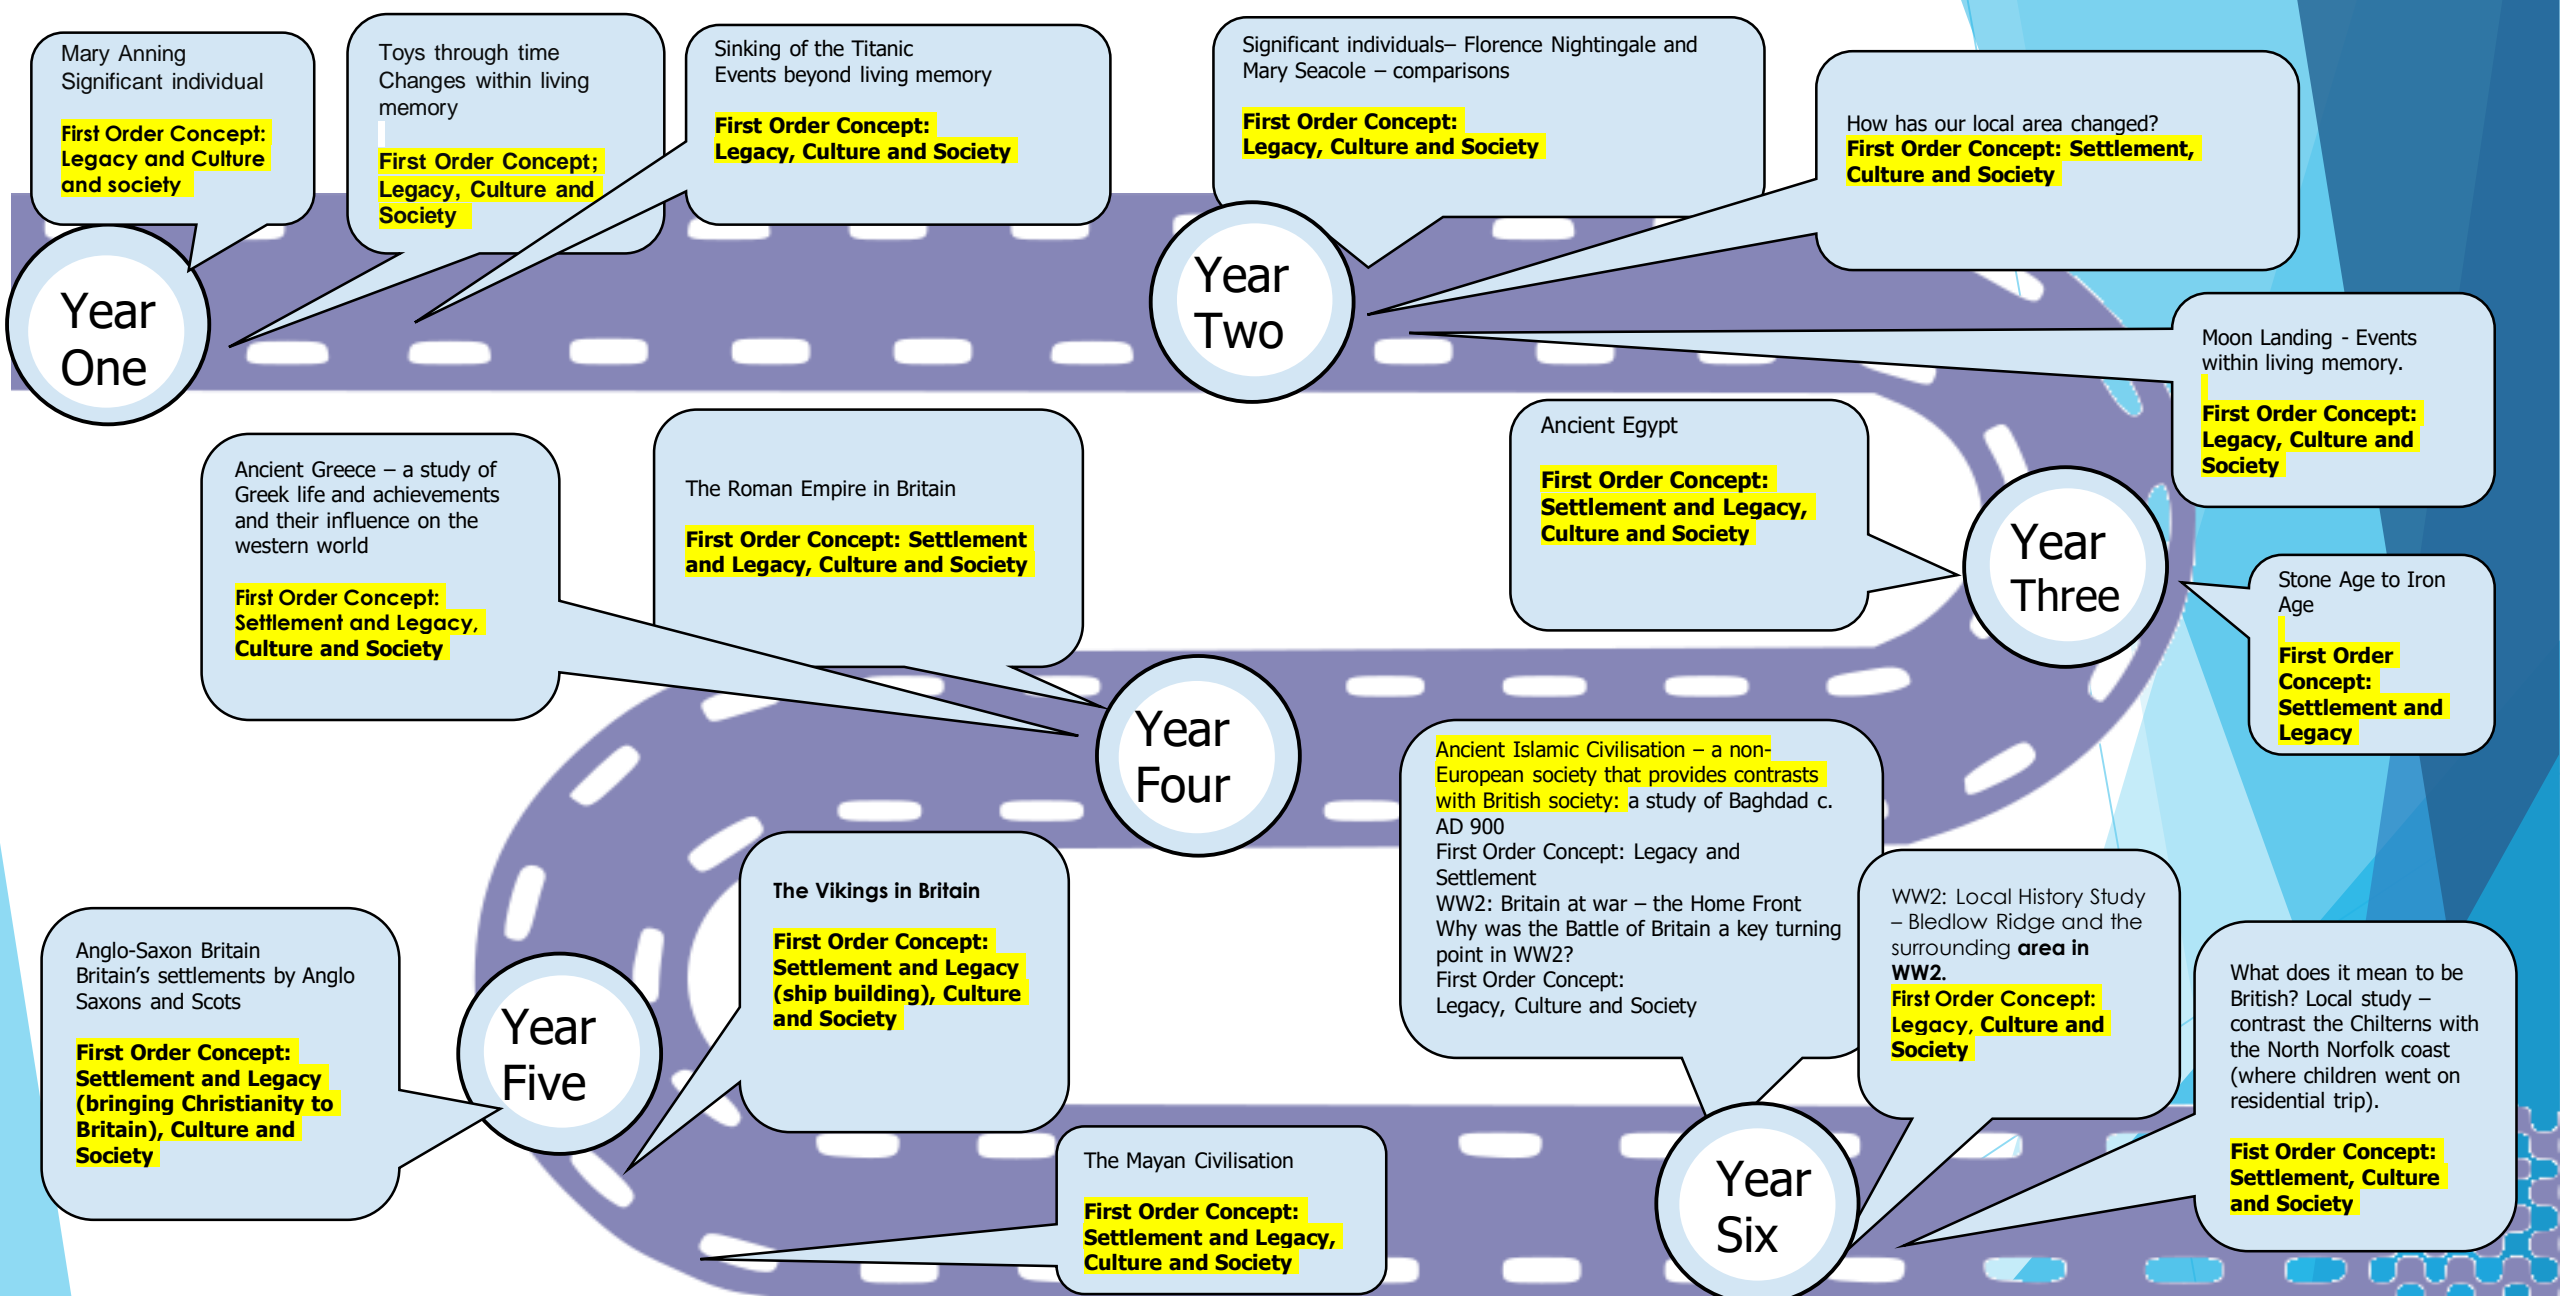 Mary Anning
Significant individual
First Order Concept:
Legacy and Culture
and society
Toys through time
Changes within living
memory
First Order Concept;
Legacy, Culture and
Society
Sinking of the Titanic
Events beyond living memory
First Order Concept:
Legacy, Culture and Society
Significant individuals– Florence Nightingale and
Mary Seacole – comparisons
First Order Concept:
Legacy, Culture and Society
How has our local area changed?
First Order Concept: Settlement,
Culture and Society
Year
One
Year
Two
Moon Landing - Events
within living memory.
First Order Concept:
Legacy, Culture and
Society
Ancient Greece – a study of
Greek life and achievements
and their influence on the
western world
First Order Concept:
Settlement and Legacy,
Culture and Society
The Roman Empire in Britain
First Order Concept: Settlement
and Legacy, Culture and Society
Ancient Egypt
First Order Concept:
Settlement and Legacy,
Culture and Society
Year
Three
Stone Age to Iron
Age
First Order
Concept:
Settlement and
Legacy
Year
Four
Ancient Islamic Civilisation – a non-
European society that provides contrasts
with British society: a study of Baghdad c.
AD 900
First Order Concept: Legacy and
Settlement
WW2: Britain at war – the Home Front
Why was the Battle of Britain a key turning
point in WW2?
First Order Concept:
Legacy, Culture and Society
WW2: Local History Study
– Bledlow Ridge and the
surrounding area in
WW2.
First Order Concept:
Legacy, Culture and
Society
What does it mean to be
British? Local study –
contrast the Chilterns with
the North Norfolk coast
(where children went on
residential trip).
Fist Order Concept:
Settlement, Culture
and Society
Anglo-Saxon Britain
Britain’s settlements by Anglo
Saxons and Scots
First Order Concept:
Settlement and Legacy
(bringing Christianity to
Britain), Culture and
Society
Year
Five
The Vikings in Britain
First Order Concept:
Settlement and Legacy
(ship building), Culture
and Society
The Mayan Civilisation
First Order Concept:
Settlement and Legacy,
Culture and Society
Year
Six